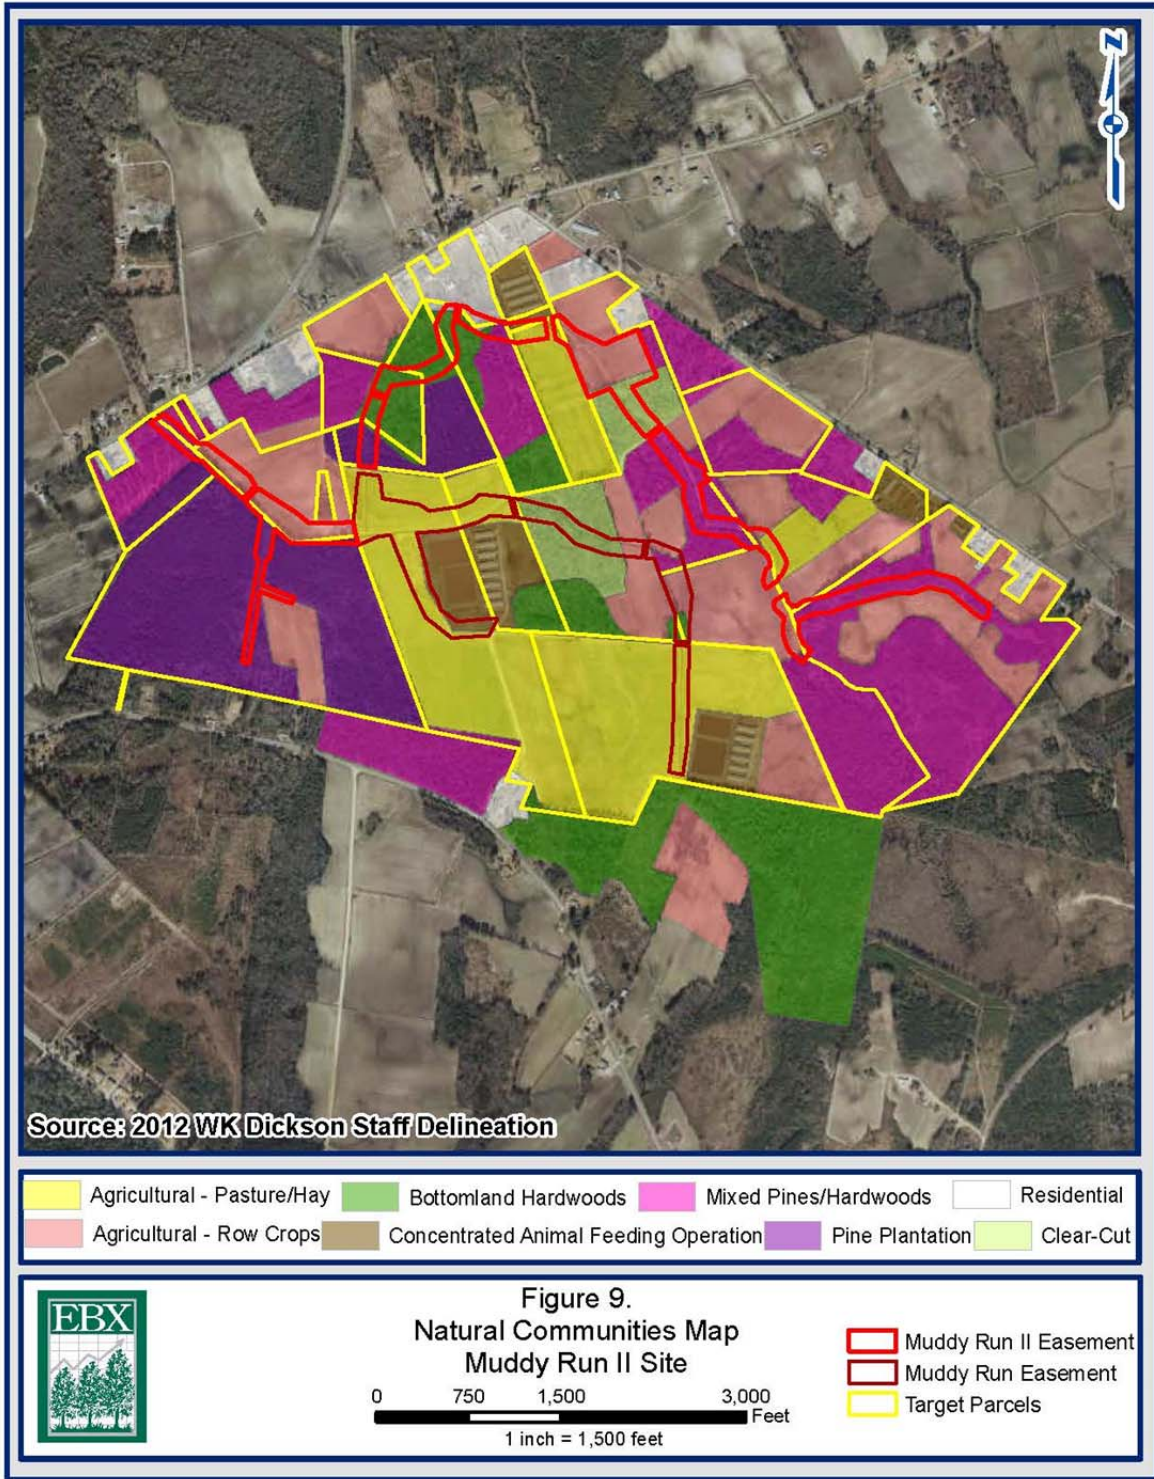 N
Source: 2012 WK Dickson Staff Delineation
Agricultural - Pasture/Hay Bottomland Hardwoods Mixed Pines/Hardwoods Residential
Agricultural - Row Crops Concentrated Animal Feeding Operation Pine Plantation Clear-Cut
EBX
Figure 9.
Natural Communities Map
Muddy Run II Site
0 750 1,500 3,000
Feet
1 inch = 1,500 feet
Muddy Run II Easement
Muddy Run Easement
Target Parcels